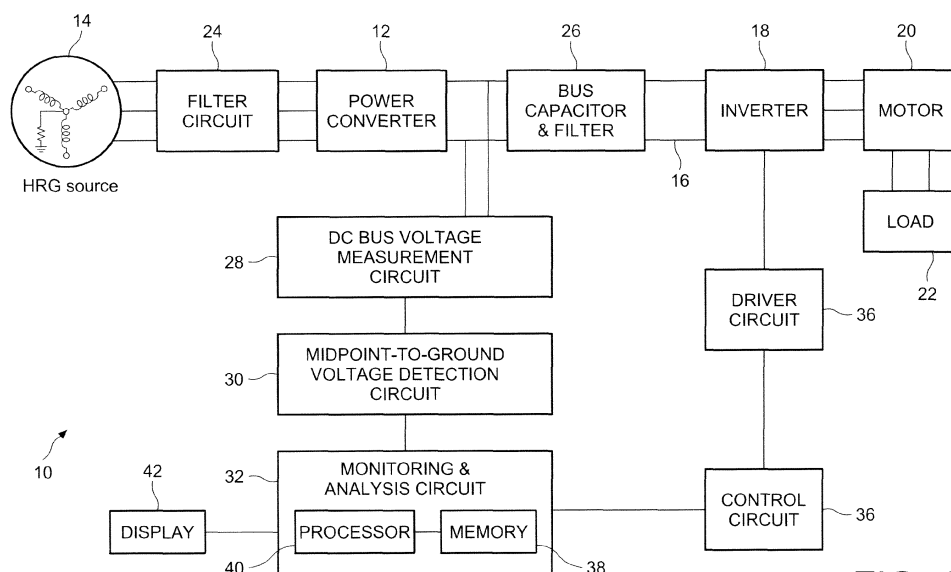 14
24
12
26
18
20
FILTER
CIRCUIT
POWER
CONVERTER
BUS
CAPACITOR
& FILTER
INVERTER
MOTOR
HRG source
16
LOAD
22
28
DC BUS VOLTAGE
MEASUREMENT
CIRCUIT
DRIVER
CIRCUIT
36
30
MIDPOINT-TO-GROUND
VOLTAGE DETECTION
CIRCUIT
10
42
32
MONITORING &
ANALYSIS CIRCUIT
DISPLAY
PROCESSOR
MEMORY
CONTROL
CIRCUIT
36
40
38